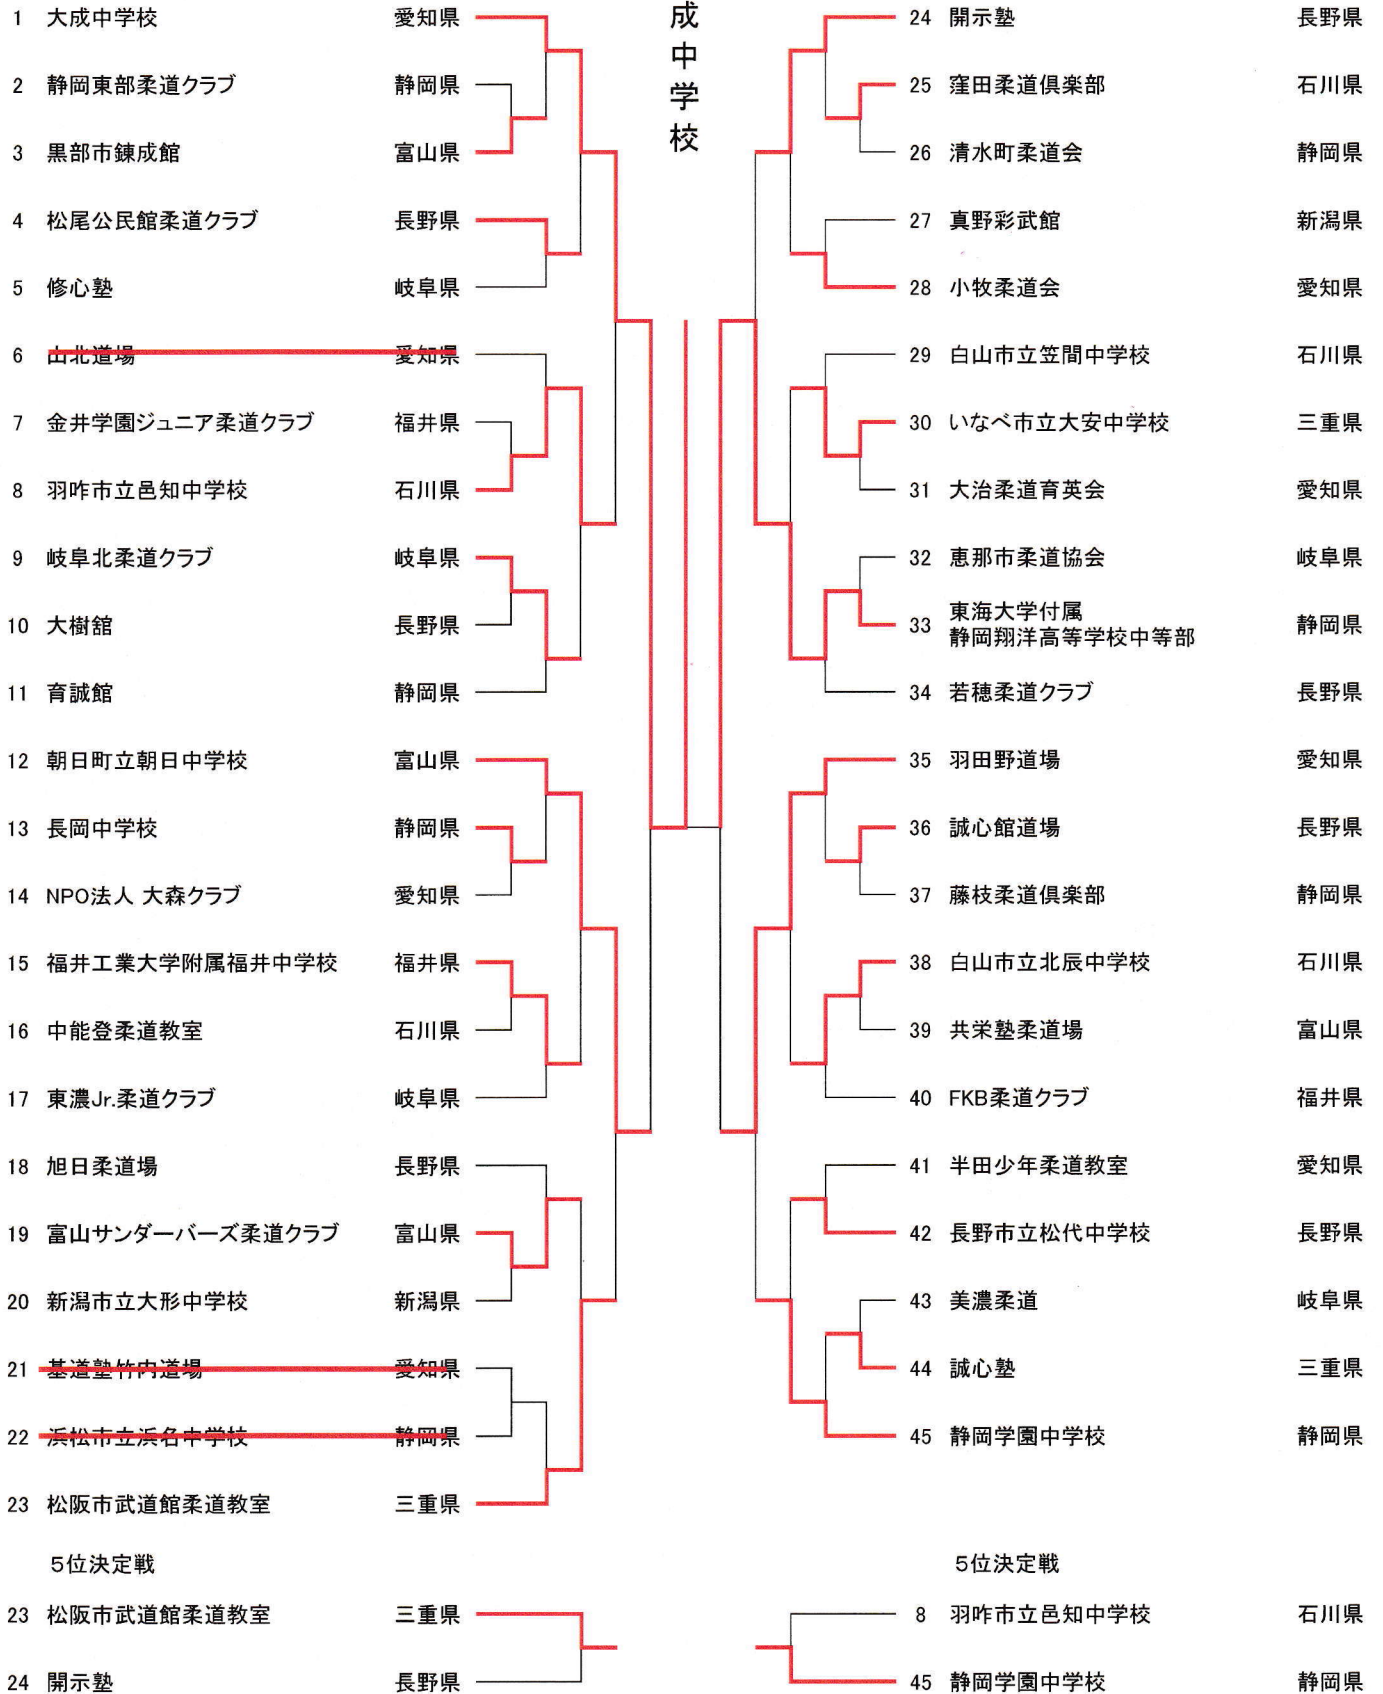 成中学校
1 大成中学校 愛知県
2 静岡東部柔道クラブ 静岡県
3 黒部市錬成館 富山県
4 松尾公民館柔道クラブ 長野県
5 修心塾 岐阜県
6 山北道場 愛知県
7 金井学園ジュニア柔道クラブ 福井県
8 羽咋市立邑知中学校 石川県
9 岐阜北柔道クラブ 岐阜県
10 大樹舘 長野県
11 育誠館 静岡県
12 朝日町立朝日中学校 富山県
13 長岡中学校 静岡県
14 NPO法人 大森クラブ 愛知県
15 福井工業大学附属福井中学校 福井県
16 中能登柔道教室 石川県
17 東濃Jr.柔道クラブ 岐阜県
18 旭日柔道場 長野県
19 富山サンダーバーズ柔道クラブ 富山県
20 新潟市立大形中学校 新潟県
21 基道塾竹内道場 愛知県
22 浜松市立浜名中学校 静岡県
23 松阪市武道館柔道教室 三重県
24 開示塾 長野県
25 窪田柔道倶楽部 石川県
26 清水町柔道会 静岡県
27 真野彩武館 新潟県
28 小牧柔道会 愛知県
29 白山市立笠間中学校 石川県
30 いなべ市立大安中学校 三重県
31 大治柔道育英会 愛知県
32 恵那市柔道協会 岐阜県
33 東海大学付属
静岡翔洋高等学校中等部 静岡県
34 若穂柔道クラブ 長野県
35 羽田野道場 愛知県
36 誠心館道場 長野県
37 藤枝柔道倶楽部 静岡県
38 白山市立北辰中学校 石川県
39 共栄塾柔道場 富山県
40 FKB柔道クラブ 福井県
41 半田少年柔道教室 愛知県
42 長野市立松代中学校 長野県
43 美濃柔道 岐阜県
44 誠心塾 三重県
45 静岡学園中学校 静岡県
5位決定戦
23 松阪市武道館柔道教室 三重県
24 開示塾 長野県
5位決定戦
8 羽咋市立邑知中学校 石川県
45 静岡学園中学校 静岡県